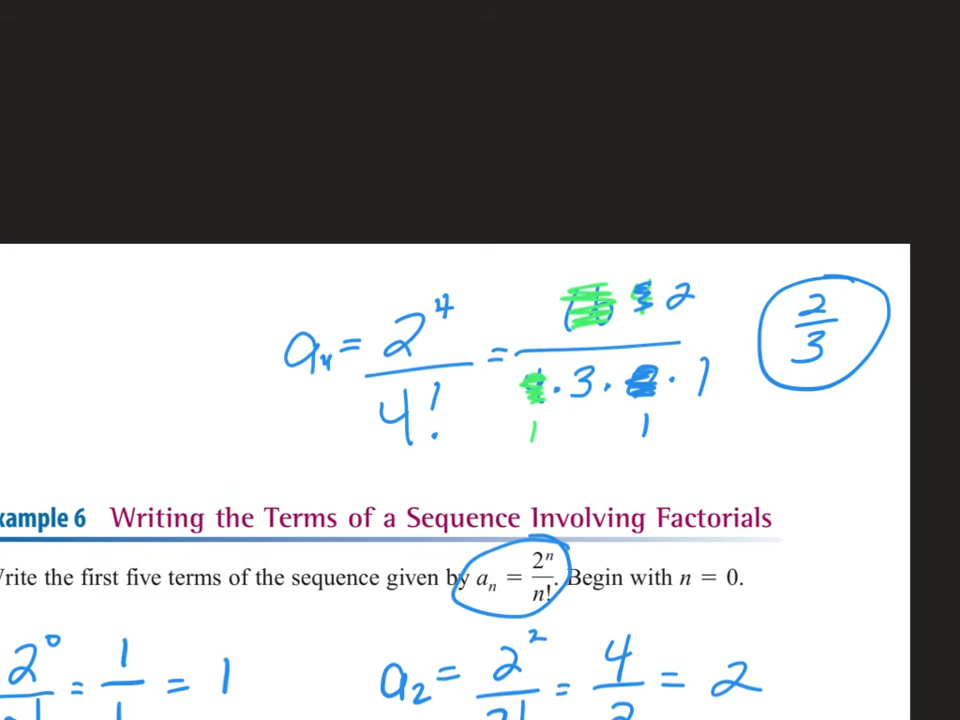 a₄ = 2⁴ / 4! = 2 / 3 · 1
1 1
2/3
xample 6 Writing the Terms of a Sequence Involving Factorials
rite the first five terms of the sequence given by aₙ = 2ⁿ/n!. Begin with n = 0.
2⁰ = 1/1 = 1
a₂ = 2²/2! = 4/2 = 2